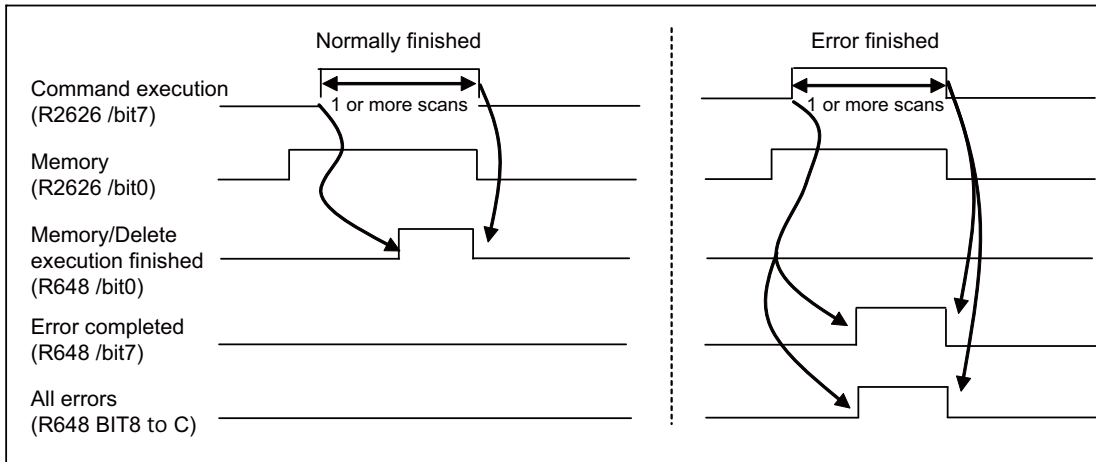 Normally finished
Error finished
Command execution
(R2626 /bit7)
1 or more scans
1 or more scans
Memory
(R2626 /bit0)
Memory/Delete
execution finished
(R648 /bit0)
Error completed
(R648 /bit7)
All errors
(R648 BIT8 to C)